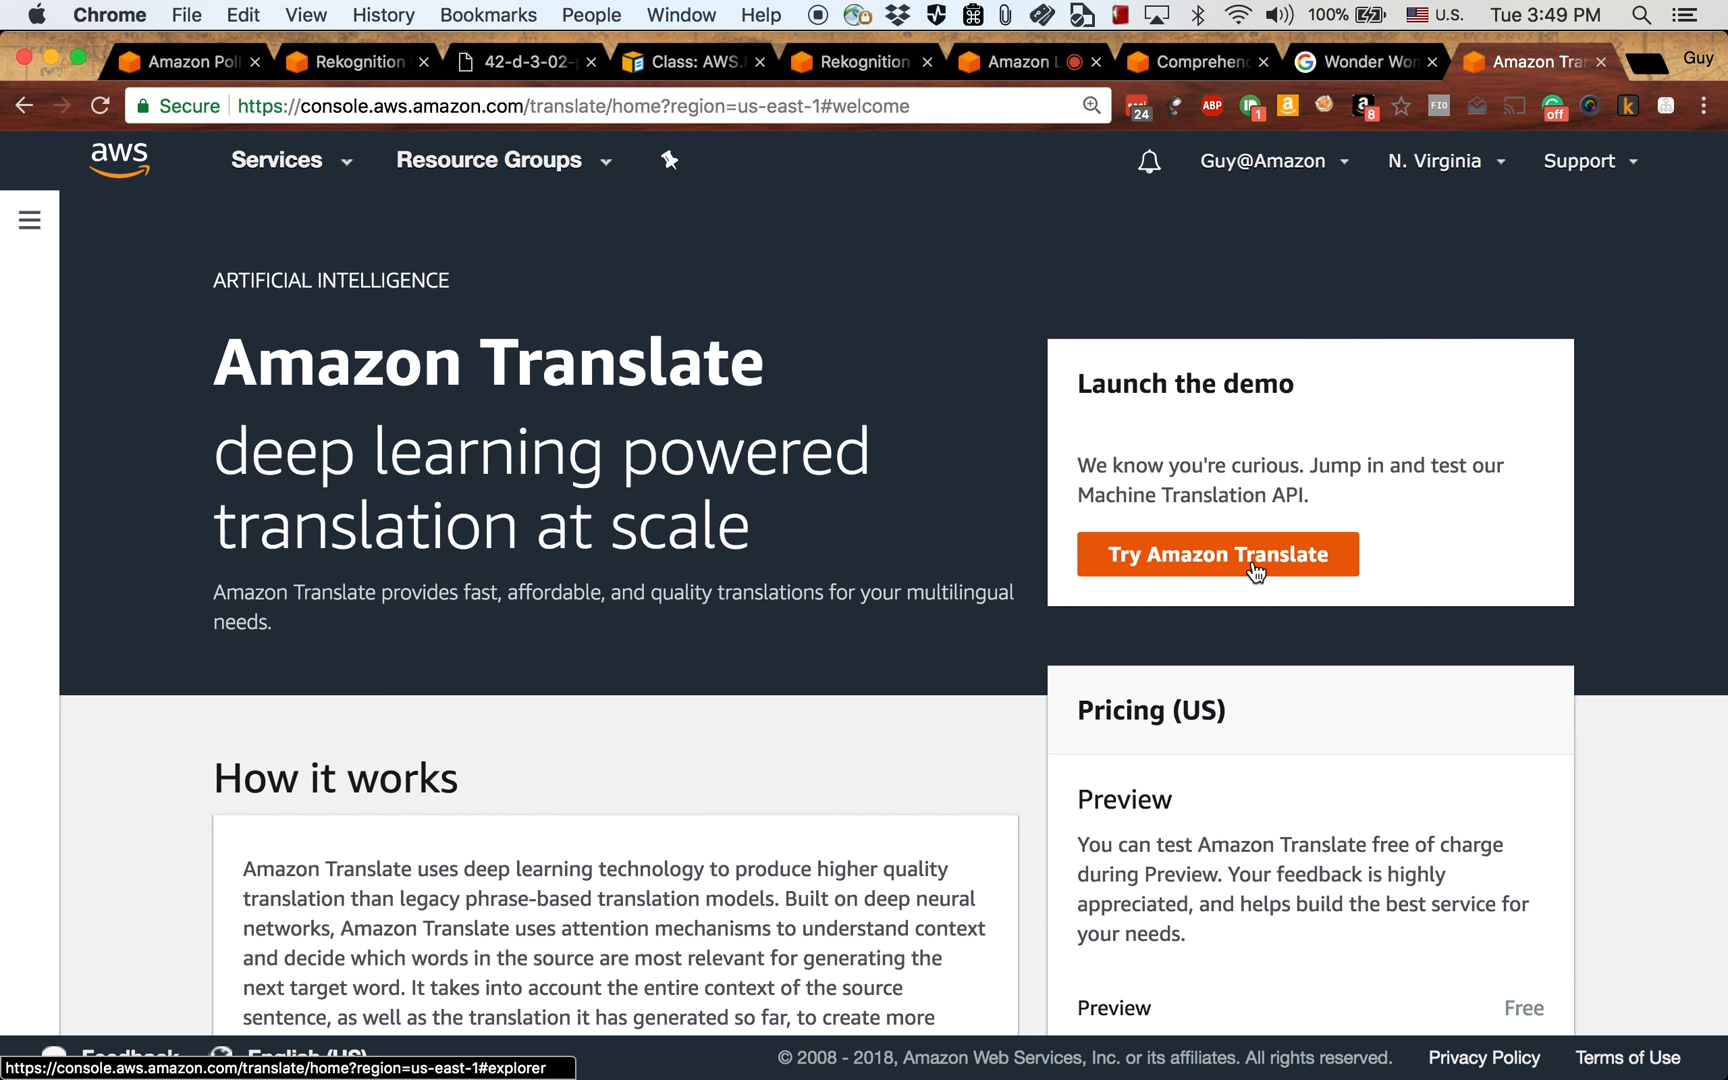 Chrome File Edit View History Bookmarks People Window Help 100% U.S. Tue 3:49 PM
Amazon Pol Rekognition 42-d-3-02- Class: AWS. Rekognition Amazon L Comprehen Wonder Wo Amazon Tra Guy
Secure https://console.aws.amazon.com/translate/home?region=us-east-1#welcome 24 ABP 1 8 FIO off k
aws Services Resource Groups Guy@Amazon N. Virginia Support
ARTIFICIAL INTELLIGENCE
Amazon Translate
deep learning powered
translation at scale
Amazon Translate provides fast, affordable, and quality translations for your multilingual
needs.
Launch the demo
We know you're curious. Jump in and test our
Machine Translation API.
Try Amazon Translate
How it works
Amazon Translate uses deep learning technology to produce higher quality
translation than legacy phrase-based translation models. Built on deep neural
networks, Amazon Translate uses attention mechanisms to understand context
and decide which words in the source are most relevant for generating the
next target word. It takes into account the entire context of the source
sentence, as well as the translation it has generated so far, to create more
Pricing (US)
Preview
You can test Amazon Translate free of charge
during Preview. Your feedback is highly
appreciated, and helps build the best service for
your needs.
Preview Free
Feedback English (US)
© 2008 - 2018, Amazon Web Services, Inc. or its affiliates. All rights reserved. Privacy Policy Terms of Use
https://console.aws.amazon.com/translate/home?region=us-east-1#explorer